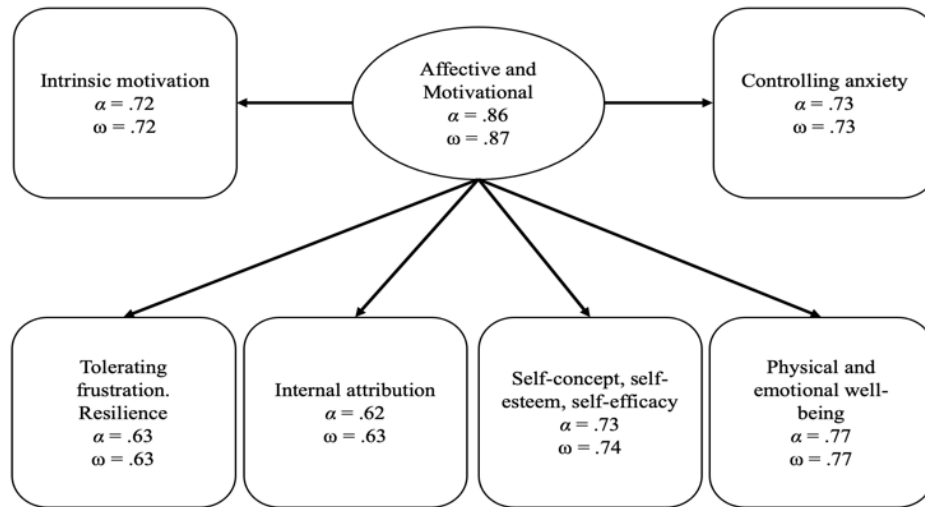 Intrinsic motivation
α = .72
ω = .72
Affective and
Motivational
α = .86
ω = .87
Controlling anxiety
α = .73
ω = .73
Tolerating
frustration.
Resilience
α = .63
ω = .63
Internal attribution
α = .62
ω = .63
Self-concept, self-
esteem, self-efficacy
α = .73
ω = .74
Physical and
emotional well-
being
α = .77
ω = .77